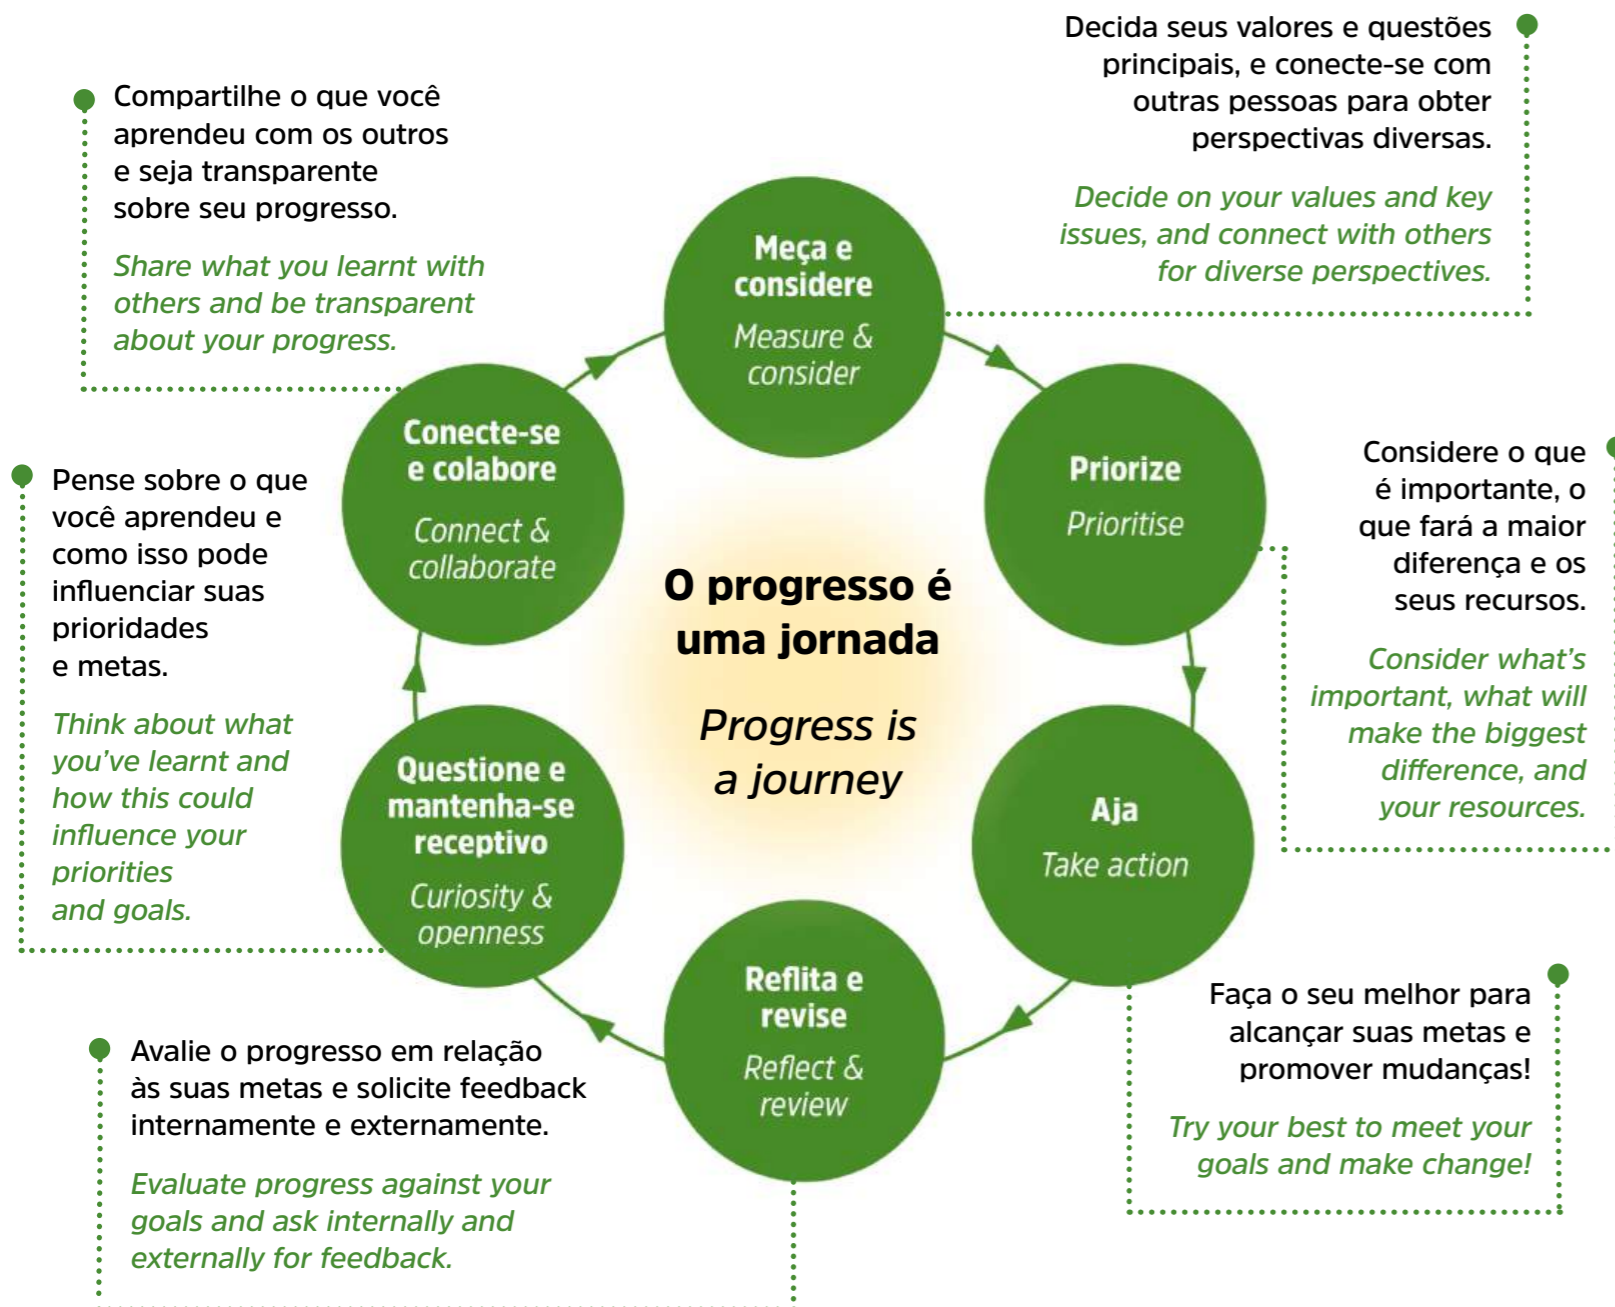 Decida seus valores e questões
principais, e conecte-se com
outras pessoas para obter
perspectivas diversas.
Decide on your values and key
issues, and connect with others
for diverse perspectives.
Compartilhe o que você
aprendeu com os outros
e seja transparente
sobre seu progresso.
Share what you learnt with
others and be transparent
about your progress.
Meça e
considere
Measure &
consider
Conecte-se
e colabore
Connect &
collaborate
Priorize
Prioritise
Considere o que
é importante, o
que fará a maior
diferença e os
seus recursos.
Consider what's
important, what will
make the biggest
difference, and
your resources.
Pense sobre o que
você aprendeu e
como isso pode
influenciar suas
prioridades
e metas.
Think about what
you've learnt and
how this could
influence your
priorities
and goals.
O progresso é
uma jornada
Progress is
a journey
Questione e
mantenha-se
receptivo
Curiosity &
openness
Aja
Take action
Reflita e
revise
Reflect &
review
Faça o seu melhor para
alcançar suas metas e
promover mudanças!
Try your best to meet your
goals and make change!
Avalie o progresso em relação
às suas metas e solicite feedback
internamente e externamente.
Evaluate progress against your
goals and ask internally and
externally for feedback.